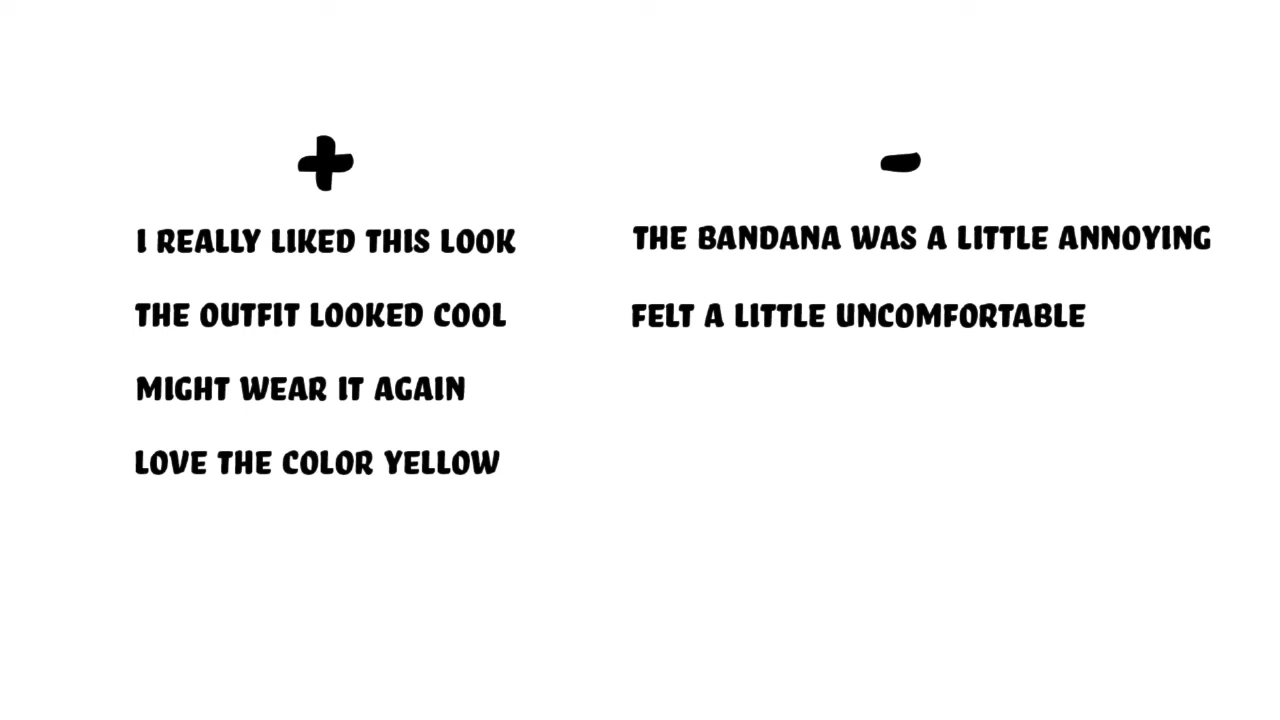 +
I REALLY LIKED THIS LOOK
THE OUTFIT LOOKED COOL
MIGHT WEAR IT AGAIN
LOVE THE COLOR YELLOW
-
THE BANDANA WAS A LITTLE ANNOYING
FELT A LITTLE UNCOMFORTABLE